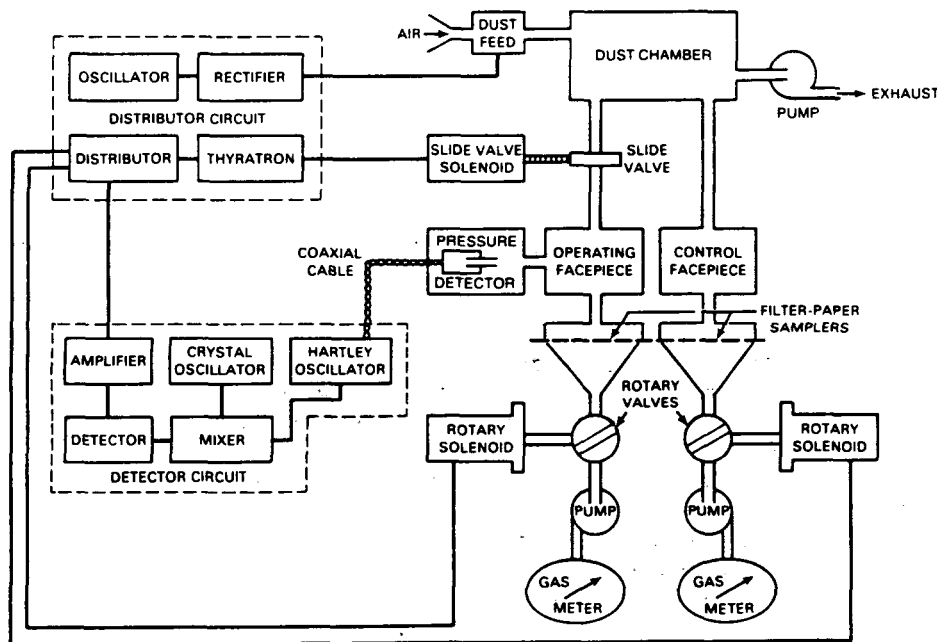 AIR
DUST
FEED
DUST CHAMBER
PUMP
EXHAUST
OSCILLATOR
RECTIFIER
DISTRIBUTOR CIRCUIT
DISTRIBUTOR
THYRATRON
SLIDE VALVE
SOLENOID
SLIDE
VALVE
COAXIAL
CABLE
PRESSURE
DETECTOR
OPERATING
FACEPIECE
CONTROL
FACEPIECE
FILTER-PAPER
SAMPLERS
AMPLIFIER
CRYSTAL
OSCILLATOR
HARTLEY
OSCILLATOR
DETECTOR
MIXER
DETECTOR CIRCUIT
ROTARY
SOLENOID
ROTARY
VALVES
ROTARY
SOLENOID
PUMP
PUMP
GAS
METER
GAS
METER